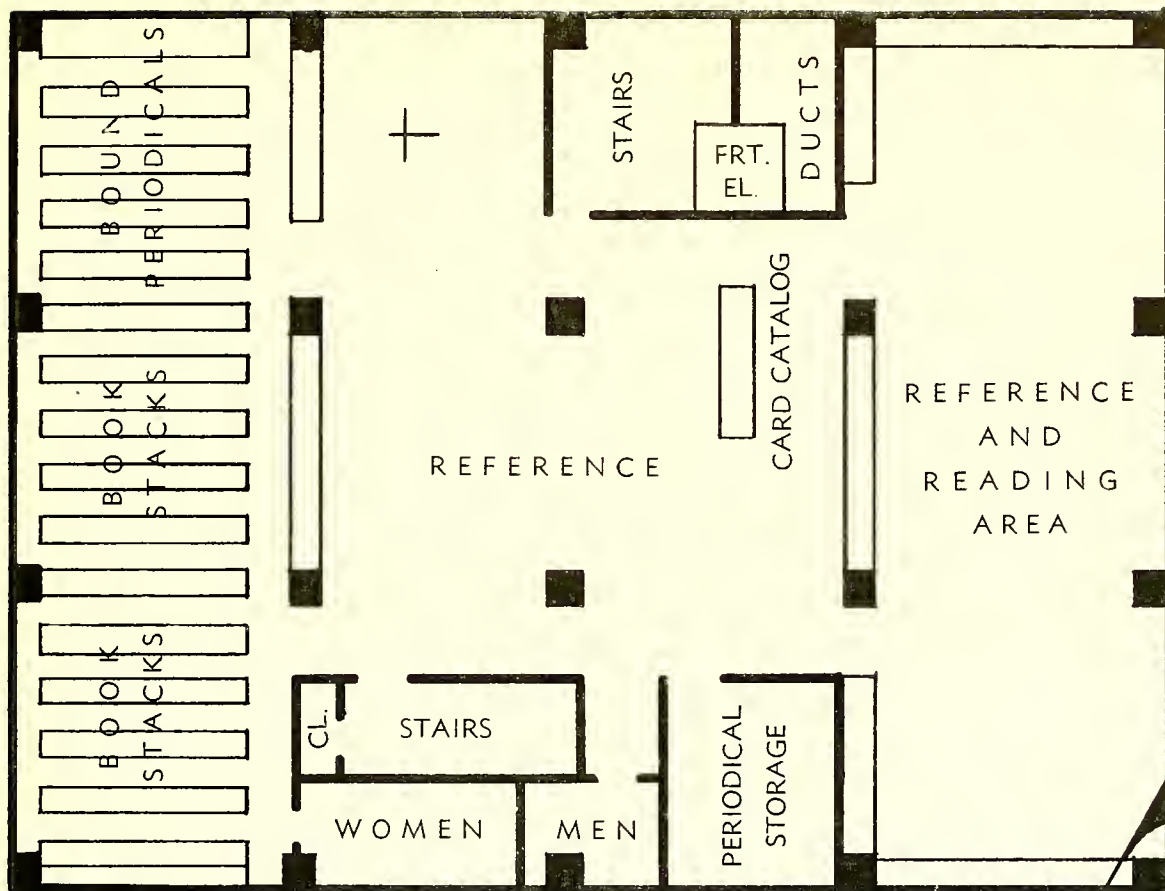 BOUND
PERIODICALS
STAIRS
FRT.
EL.
DUCTS
CARD CATALOG
BOOK
STACKS
REFERENCE
REFERENCE
AND
READING
AREA
BOOK
STACKS
CL.
STAIRS
WOMEN
MEN
PERIODICAL
STORAGE